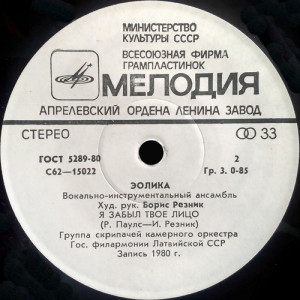 МИНИСТЕРСТВО
КУЛЬТУРЫ СССР
ВСЕСОЮЗНАЯ ФИРМА
ГРАМПЛАСТИНОК
МЕЛОДИЯ
АПРЕЛЕВСКИЙ ОРДЕНА ЛЕНИНА ЗАВОД
СТЕРЕО 33
ГОСТ 5289-80 2
С62—15022 Гр. 3. 0-85
ЭОЛИКА
Вокально-инструментальный ансамбль
Худ. рук. Борис Резник
Я ЗАБЫЛ ТВОЕ ЛИЦО
(Р. Паулс—И. Резник)
Группа скрипачей камерного оркестра
Гос. филармонии Латвийской ССР
Запись 1980 г.